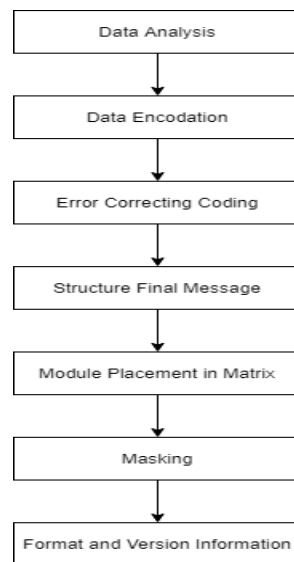 Data Analysis
Data Encodation
Error Correcting Coding
Structure Final Message
Module Placement in Matrix
Masking
Format and Version Information